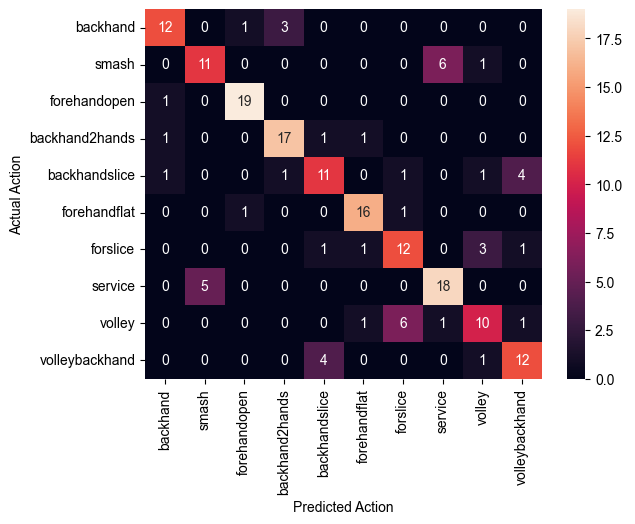 backhand 12 0 1 3 0 0 0 0 0 0
smash 0 11 0 0 0 0 0 6 1 0
forehandopen 1 0 19 0 0 0 0 0 0 0
backhand2hands 1 0 0 17 1 1 0 0 0 0
backhandslice 1 0 0 1 11 0 1 0 1 4
forehandflat 0 0 1 0 0 16 1 0 0 0
forslice 0 0 0 0 1 1 12 0 3 1
service 0 5 0 0 0 0 0 18 0 0
volley 0 0 0 0 0 1 6 1 10 1
volleybackhand 0 0 0 0 4 0 0 0 1 12
Actual Action
backhand
smash
forehandopen
backhand2hands
backhandslice
forehandflat
forslice
service
volley
volleybackhand
Predicted Action
17.5
15.0
12.5
10.0
7.5
5.0
2.5
0.0